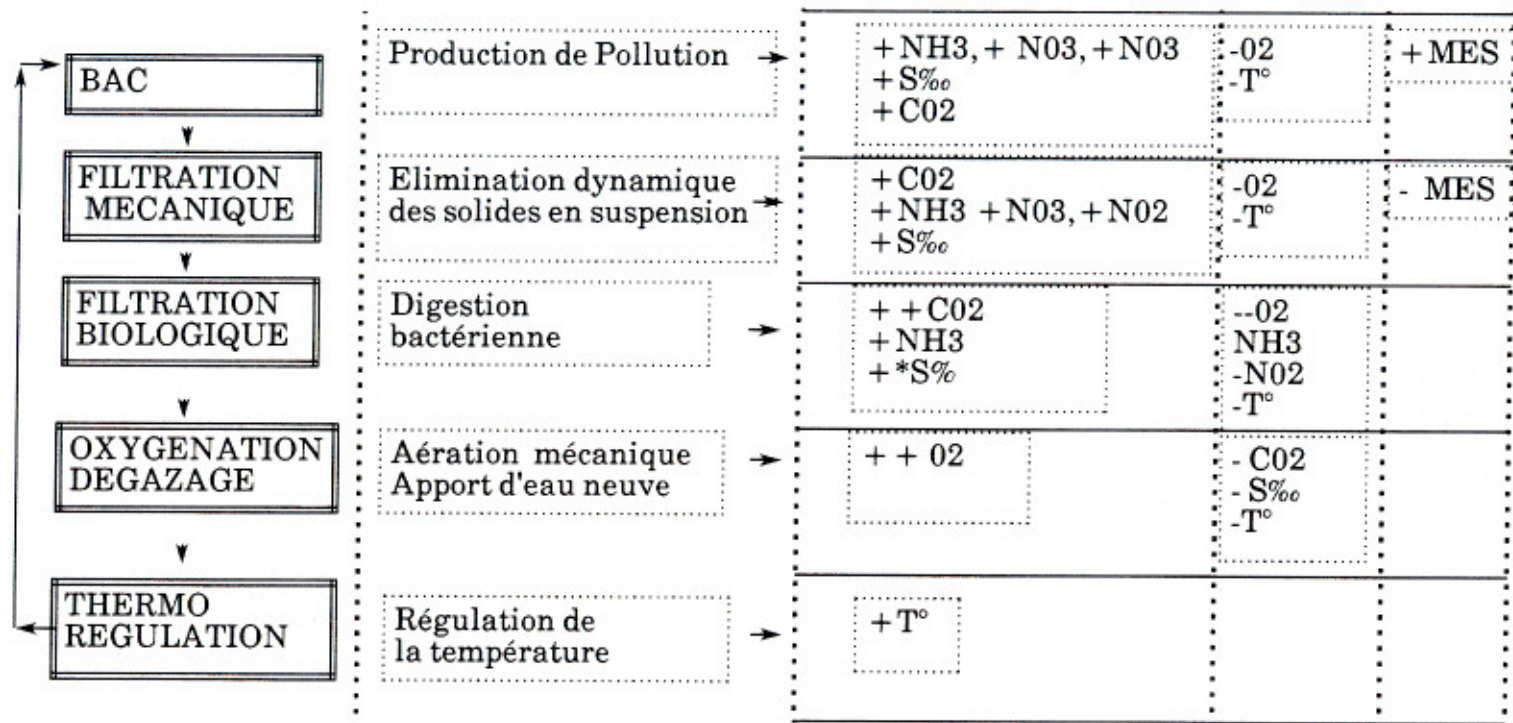 BAC
Production de Pollution
+NH3, + N03, +N03
+S‰
+C02
-02
-T°
+MES
FILTRATION
MECANIQUE
Elimination dynamique
des solides en suspension
+C02
+NH3 +N03, +N02
+S‰
-02
-T°
- MES
FILTRATION
BIOLOGIQUE
Digestion
bactérienne
+ +C02
+NH3
+*S%
--02
NH3
-N02
-T°
OXYGENATION
DEGAZAGE
Aération mécanique
Apport d'eau neuve
+ + 02
- C02
- S‰
-T°
THERMO
REGULATION
Régulation de
la température
+T°